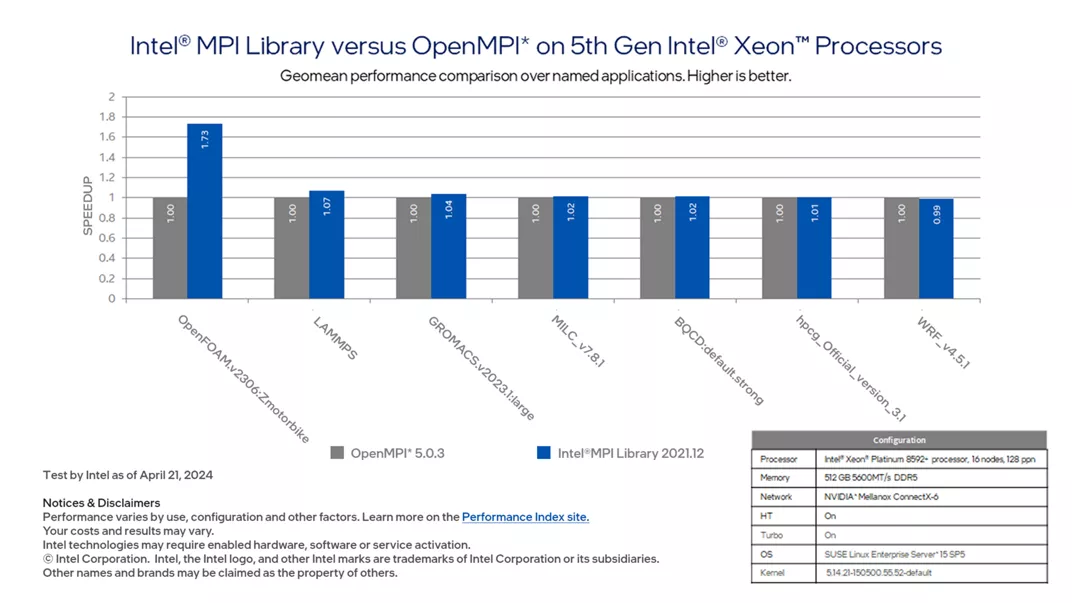 Intel® MPI Library versus OpenMPI* on 5th Gen Intel® Xeon™ Processors
Geomean performance comparison over named applications. Higher is better.
SPEEDUP
2
1.8
1.6
1.4
1.2
1
0.8
0.6
0.4
0.2
0
1.00 1.73
1.00 1.07
1.00 1.04
1.00 1.02
1.00 1.02
1.00 1.01
1.00 0.99
OpenFOAM.v2306:Zmotorbike
LAMMPS
GROMACS.v2023.1:large
MILC_v7.8.1
BQCD:default.strong
hpcg_Official_version_3.1
WRF_v4.5.1
OpenMPI* 5.0.3
Intel®MPI Library 2021.12
Test by Intel as of April 21, 2024
Notices & Disclaimers
Performance varies by use, configuration and other factors. Learn more on the Performance Index site.
Your costs and results may vary.
Intel technologies may require enabled hardware, software or service activation.
© Intel Corporation. Intel, the Intel logo, and other Intel marks are trademarks of Intel Corporation or its subsidiaries.
Other names and brands may be claimed as the property of others.
Configuration
Processor Intel® Xeon® Platinum 8592+ processor, 16 nodes, 128 ppn
Memory 512 GB 5600MT/s DDR5
Network NVIDIA* Mellanox ConnectX-6
HT On
Turbo On
OS SUSE Linux Enterprise Server* 15 SP5
Kernel 5.14.21-150500.55.52-default